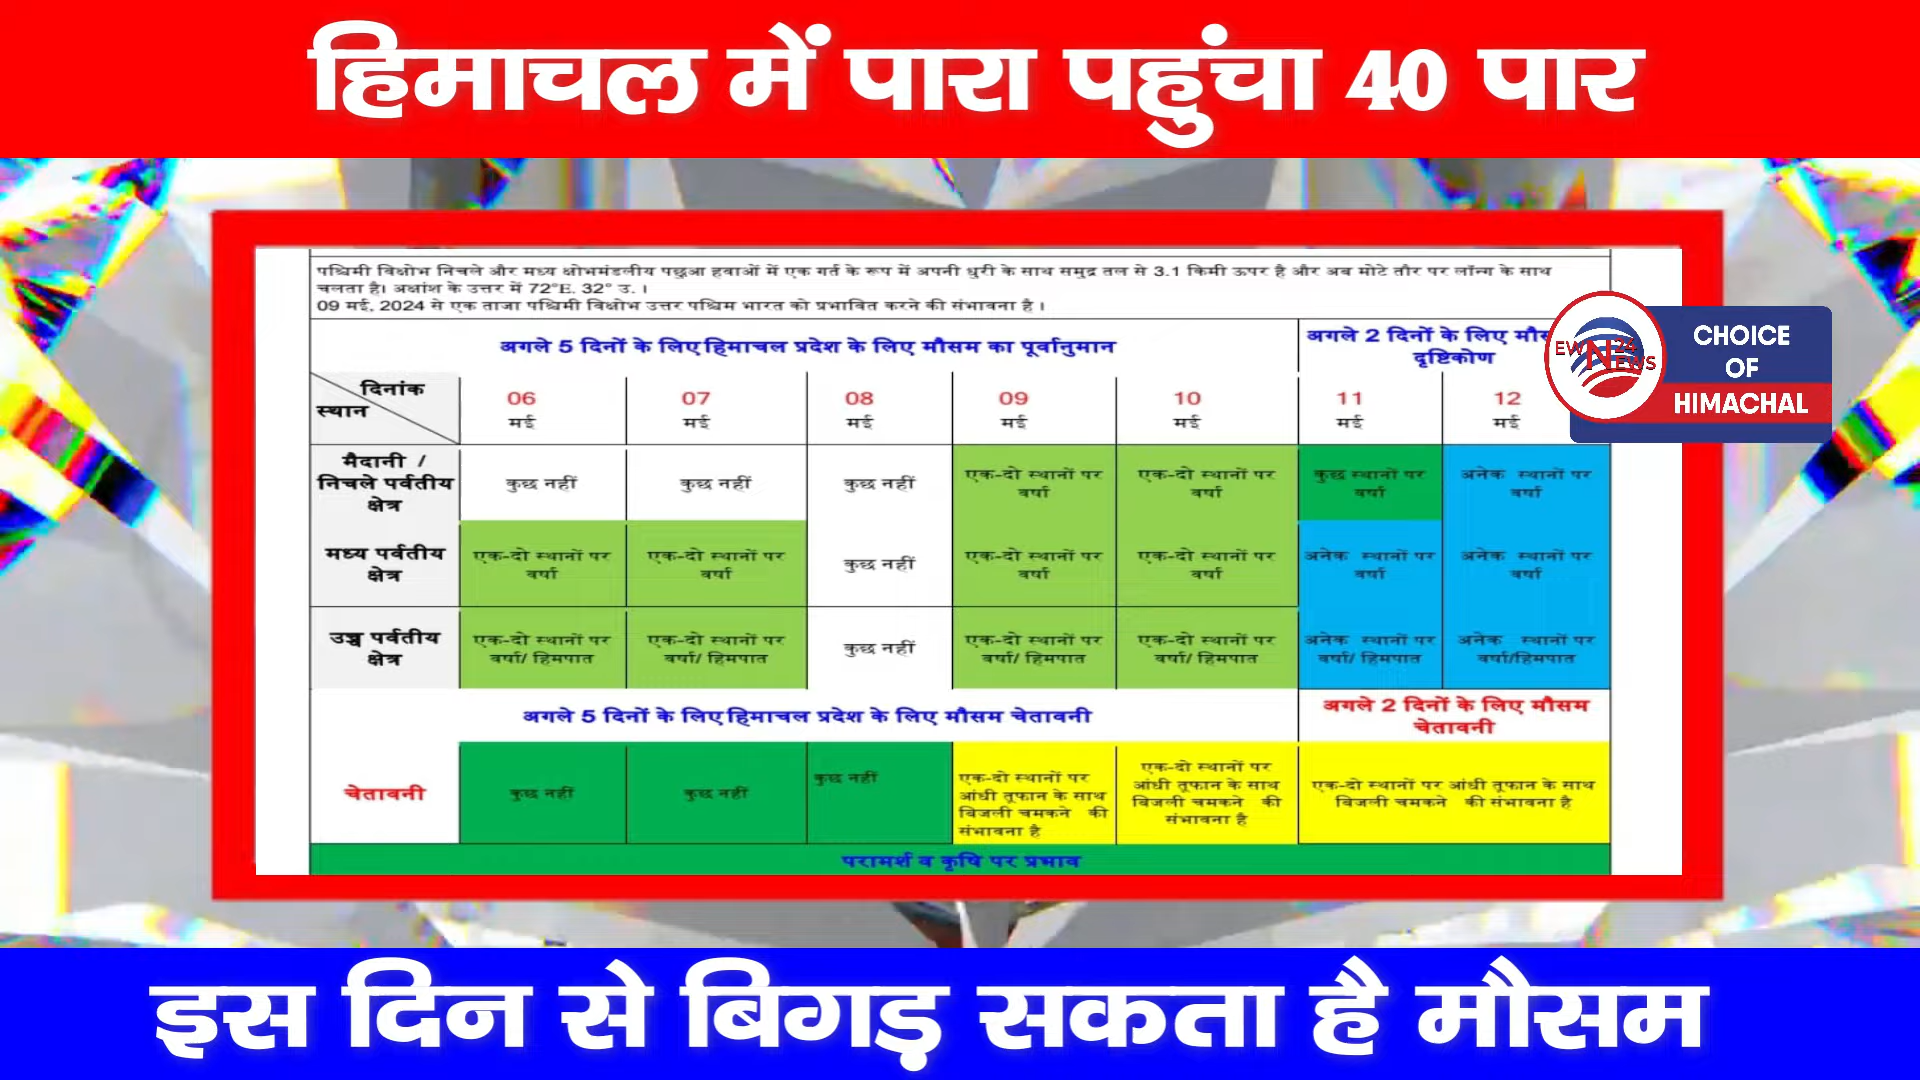 हिमाचल में पारा पहुंचा 40 पार
पश्चिमी विक्षोभ निचले और मध्य क्षोभमंडलीय पछुआ हवाओं में एक गर्त के रूप में अपनी धुरी के साथ समुद्र तल से 3.1 किमी ऊपर है और अब मोटे तौर पर लॉन्ग के साथ
चलता है। अक्षांश के उत्तर में 72°E. 32° उ. ।
09 मई, 2024 से एक ताजा पश्चिमी विक्षोभ उत्तर पश्चिम भारत को प्रभावित करने की संभावना है ।
अगले 5 दिनों के लिए हिमाचल प्रदेश के लिए मौसम का पूर्वानुमान
अगले 2 दिनों के लिए
दृष्टिकोण
EW N 24 NEWS
CHOICE
OF
HIMACHAL
दिनांक
स्थान
06 07 08 09 10 11 12
मई मई मई मई मई मई मई
मैदानी /
निचले पर्वतीय
क्षेत्र
कुछ नहीं
कुछ नहीं
कुछ नहीं
एक-दो स्थानों पर
वर्षा
एक-दो स्थानों पर
वर्षा
कुछ स्थानों पर
वर्षा
अनेक स्थानों पर
वर्षा
मध्य पर्वतीय
क्षेत्र
एक-दो स्थानों पर
वर्षा
एक-दो स्थानों पर
वर्षा
कुछ नहीं
एक-दो स्थानों पर
वर्षा
एक-दो स्थानों पर
वर्षा
अनेक स्थानों पर
वर्षा
अनेक स्थानों पर
वर्षा
उच्च पर्वतीय
क्षेत्र
एक-दो स्थानों पर
वर्षा/ हिमपात
एक-दो स्थानों पर
वर्षा/ हिमपात
कुछ नहीं
एक-दो स्थानों पर
वर्षा/ हिमपात
एक-दो स्थानों पर
वर्षा/ हिमपात
अनेक स्थानों पर
वर्षा/ हिमपात
अनेक स्थानों पर
वर्षा/हिमपात
अगले 5 दिनों के लिए हिमाचल प्रदेश के लिए मौसम चेतावनी
अगले 2 दिनों के लिए मौसम
चेतावनी
चेतावनी
कुछ नहीं
कुछ नहीं
कुछ नहीं
एक-दो स्थानों पर
आंधी तूफान के साथ
बिजली चमकने की
संभावना है
एक-दो स्थानों पर
आंधी तूफान के साथ
बिजली चमकने की
संभावना है
एक-दो स्थानों पर आंधी तूफान के साथ
बिजली चमकने की संभावना है
परामर्श व कृषि पर प्रभाव
इस दिन से बिगड़ सकता है मौसम